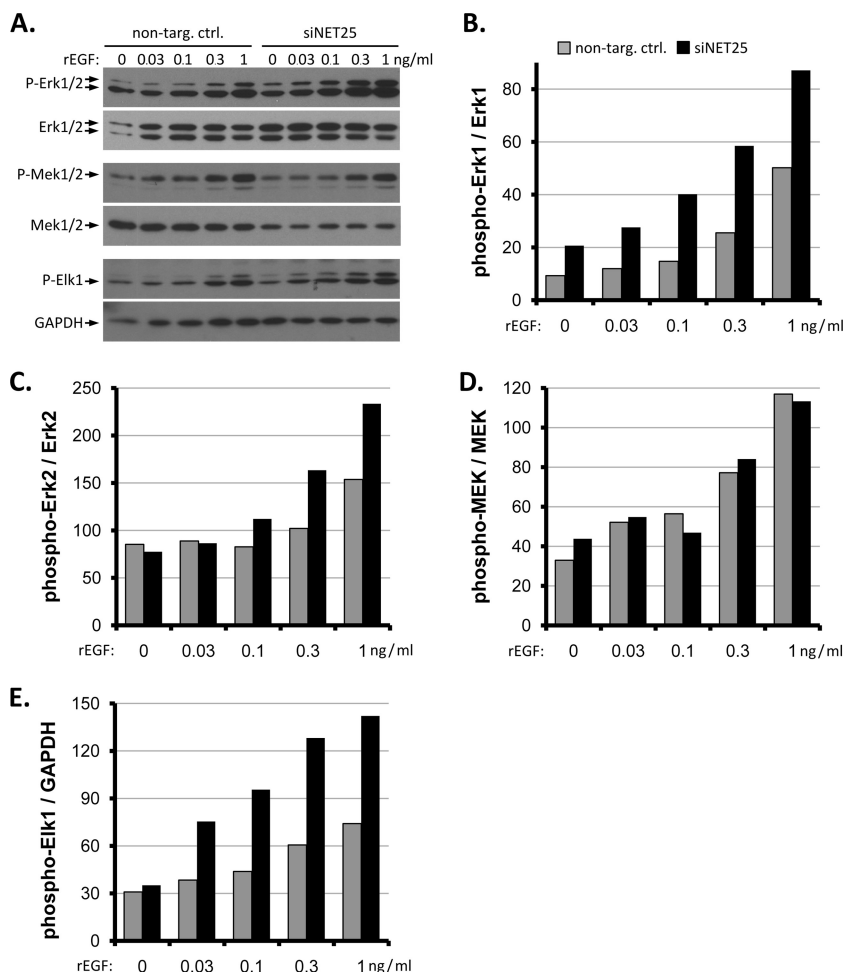 A.
non-targ. ctrl. siNET25
rEGF: 0 0.03 0.1 0.3 1 0 0.03 0.1 0.3 1 ng/ml
P-Erk1/2
Erk1/2
P-Mek1/2
Mek1/2
P-Elk1
GAPDH
B.
non-targ. ctrl. siNET25
phospho-Erk1 / Erk1
80
60
40
20
0
rEGF: 0 0.03 0.1 0.3 1 ng/ml
C.
phospho-Erk2 / Erk2
250
200
150
100
50
0
rEGF: 0 0.03 0.1 0.3 1 ng/ml
D.
phospho-MEK / MEK
120
100
80
60
40
20
0
rEGF: 0 0.03 0.1 0.3 1 ng/ml
E.
phospho-Elk1 / GAPDH
150
120
90
60
30
0
rEGF: 0 0.03 0.1 0.3 1 ng/ml